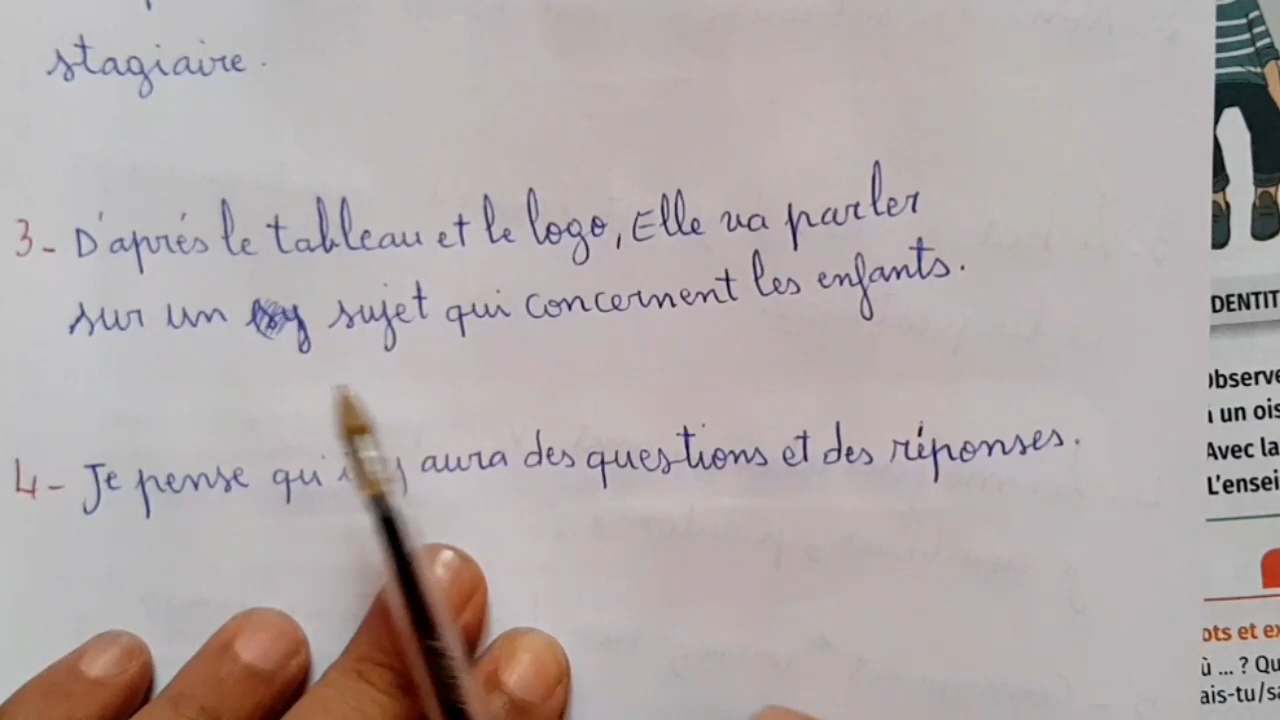 stagiaire.
3- D'aprés le tableau et le logo, Elle va parler
sur un sujet qui concernent les enfants.
4- Je pense qu'il y aura des questions et des réponses.
DENTIT
Observe
à un ois
Avec la
L'ensei
ots et ex
ù ... ? Qu
ais-tu/sa